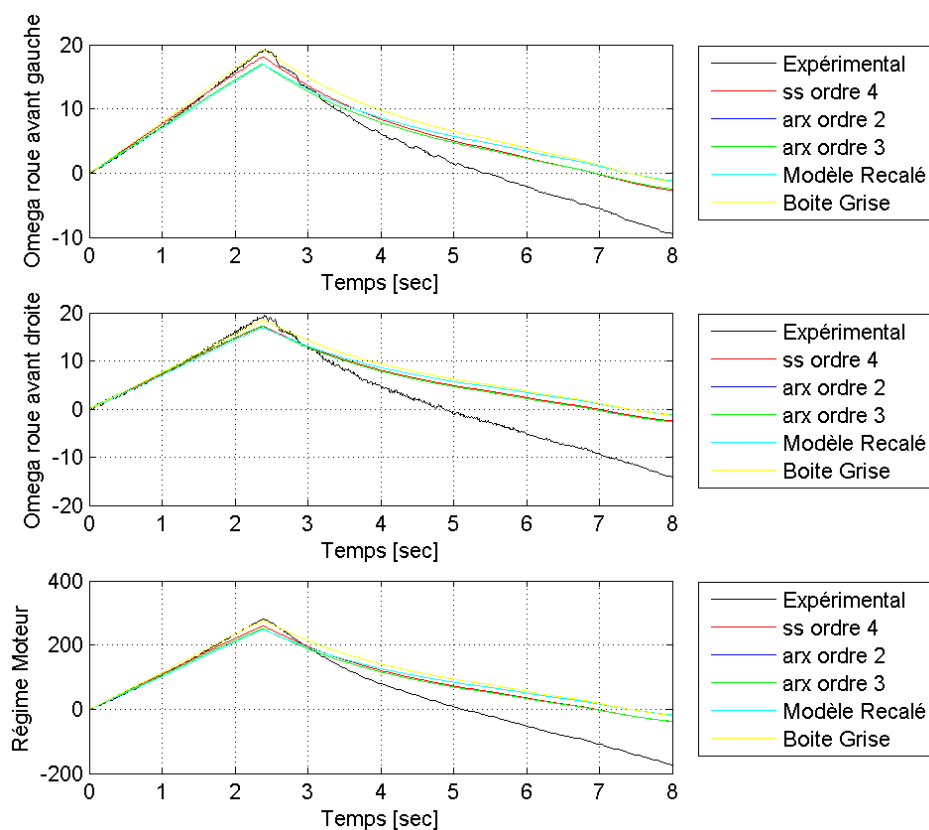 Omega roue avant gauche
20
10
0
-10
0 1 2 3 4 5 6 7 8
Temps [sec]
Expérimental
ss ordre 4
arx ordre 2
arx ordre 3
Modèle Recalé
Boite Grise
Omega roue avant droite
20
10
0
-10
-20
0 1 2 3 4 5 6 7 8
Temps [sec]
Expérimental
ss ordre 4
arx ordre 2
arx ordre 3
Modèle Recalé
Boite Grise
Régime Moteur
400
200
0
-200
0 1 2 3 4 5 6 7 8
Temps [sec]
Expérimental
ss ordre 4
arx ordre 2
arx ordre 3
Modèle Recalé
Boite Grise